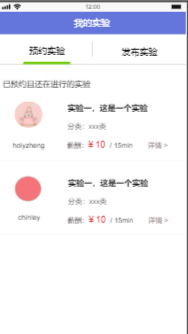 12:00
我的实验
预约实验 发布实验
已预约且还在进行的实验
实验一，这是一个实验
分类：xxx类
holyzheng 薪酬：¥ 10 / 15min 详情 >
实验一，这是一个实验
分类：xxx类
chinley 薪酬：¥ 10 / 15min 详情 >